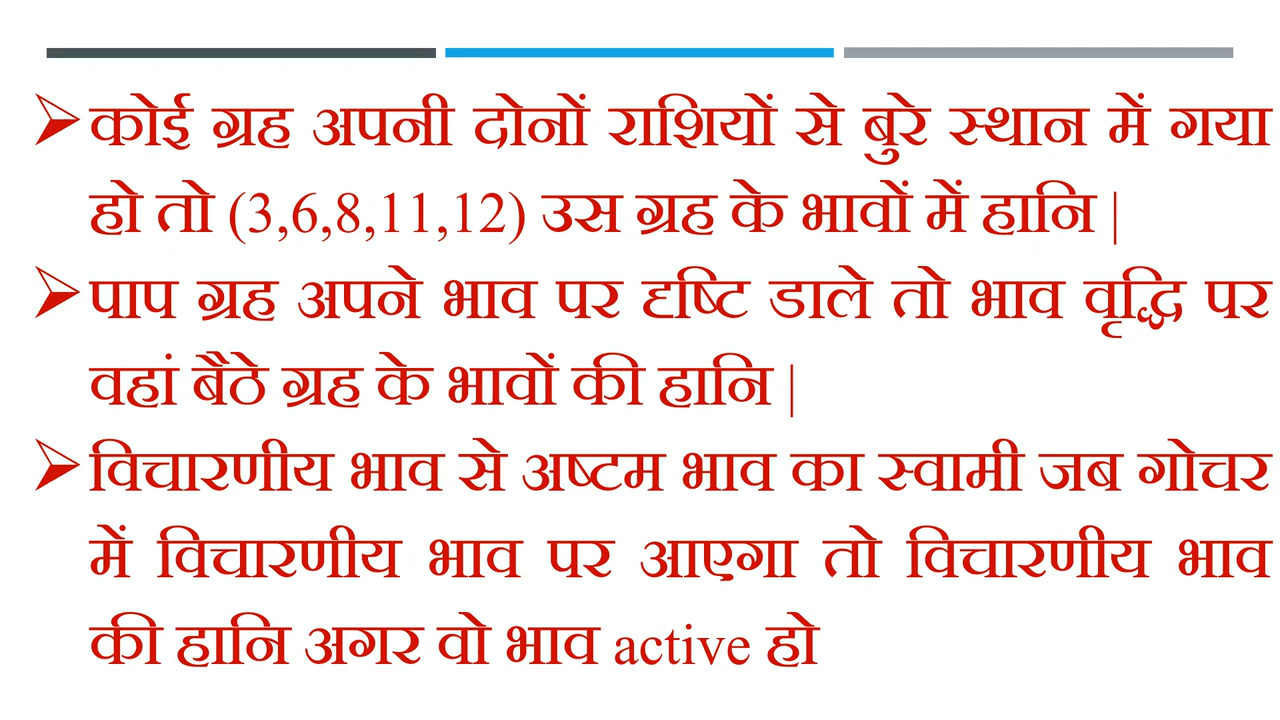 कोई ग्रह अपनी दोनों राशियों से बुरे स्थान में गया
हो तो (3,6,8,11,12) उस ग्रह के भावों में हानि |
पाप ग्रह अपने भाव पर दृष्टि डाले तो भाव वृद्धि पर
वहां बैठे ग्रह के भावों की हानि |
विचारणीय भाव से अष्टम भाव का स्वामी जब गोचर
में विचारणीय भाव पर आएगा तो विचारणीय भाव
की हानि अगर वो भाव active हो